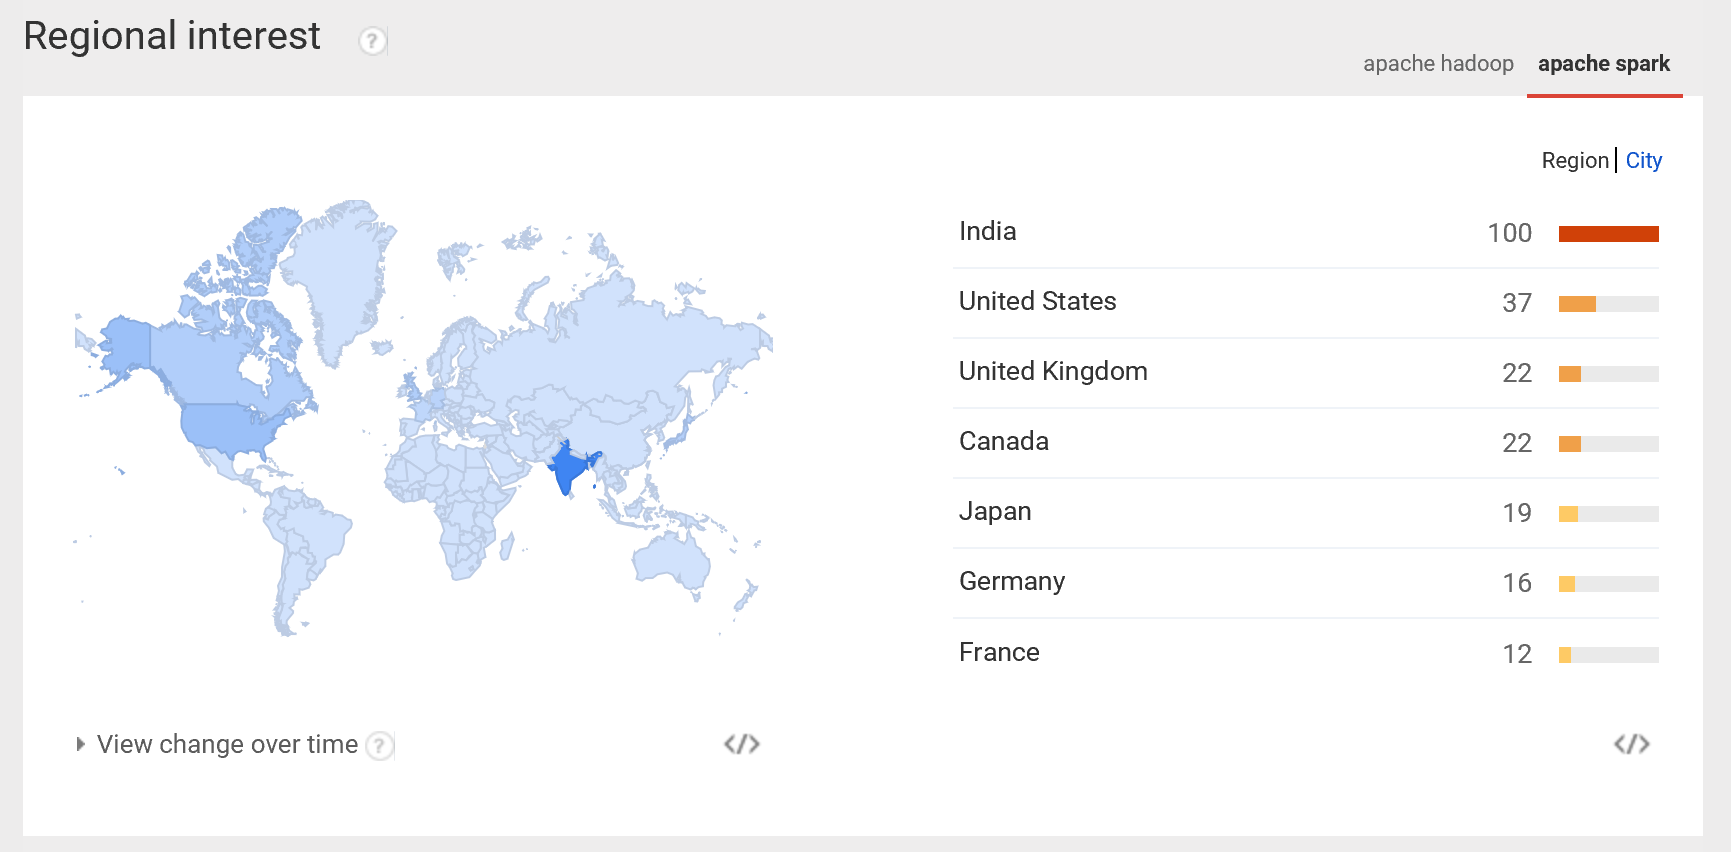 Regional interest ?
apache hadoop apache spark
Region | City
India 100
United States 37
United Kingdom 22
Canada 22
Japan 19
Germany 16
France 12
View change over time ? </> </>